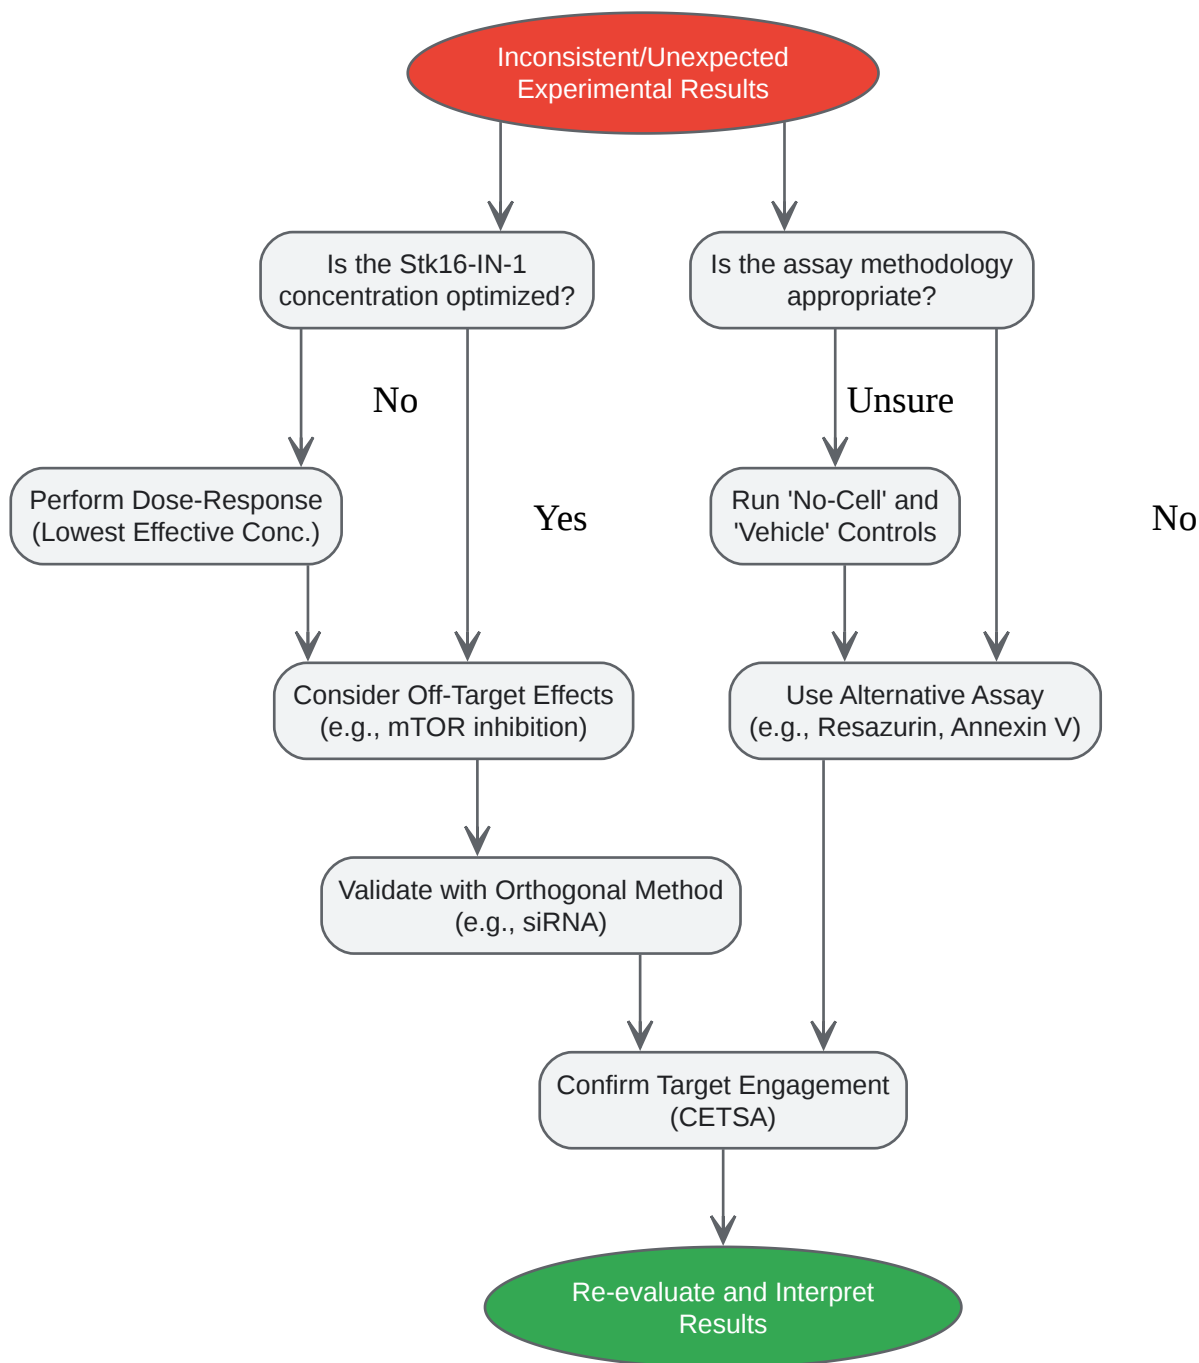 Inconsistent/Unexpected
Experimental Results
Is the Stk16-IN-1
concentration optimized?
Is the assay methodology
appropriate?
No
Unsure
Perform Dose-Response
(Lowest Effective Conc.)
Yes
Run 'No-Cell' and
'Vehicle' Controls
No
Consider Off-Target Effects
(e.g., mTOR inhibition)
Use Alternative Assay
(e.g., Resazurin, Annexin V)
Validate with Orthogonal Method
(e.g., siRNA)
Confirm Target Engagement
(CETSA)
Re-evaluate and Interpret
Results